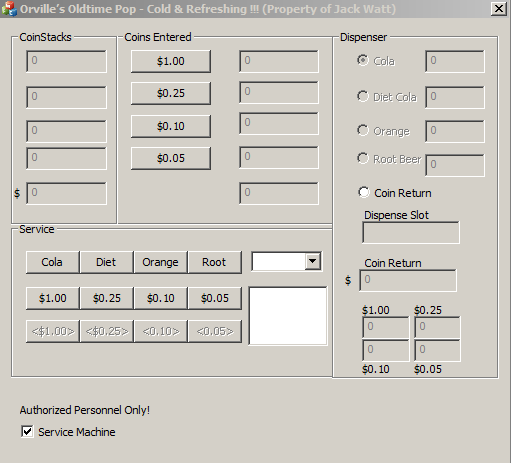 Orville's Oldtime Pop - Cold & Refreshing !!! (Property of Jack Watt)
CoinStacks
0
0
0
0
$ 0
Coins Entered
$1.00 0
$0.25 0
$0.10 0
$0.05 0
0
Dispenser
Cola 0
Diet Cola 0
Orange 0
Root Beer 0
Coin Return
Dispense Slot
Coin Return
$ 0
$1.00 $0.25
0 0
0 0
$0.10 $0.05
Service
Cola Diet Orange Root
$1.00 $0.25 $0.10 $0.05
<$1.00> <$0.25> <0.10> <0.05>
Authorized Personnel Only!
Service Machine